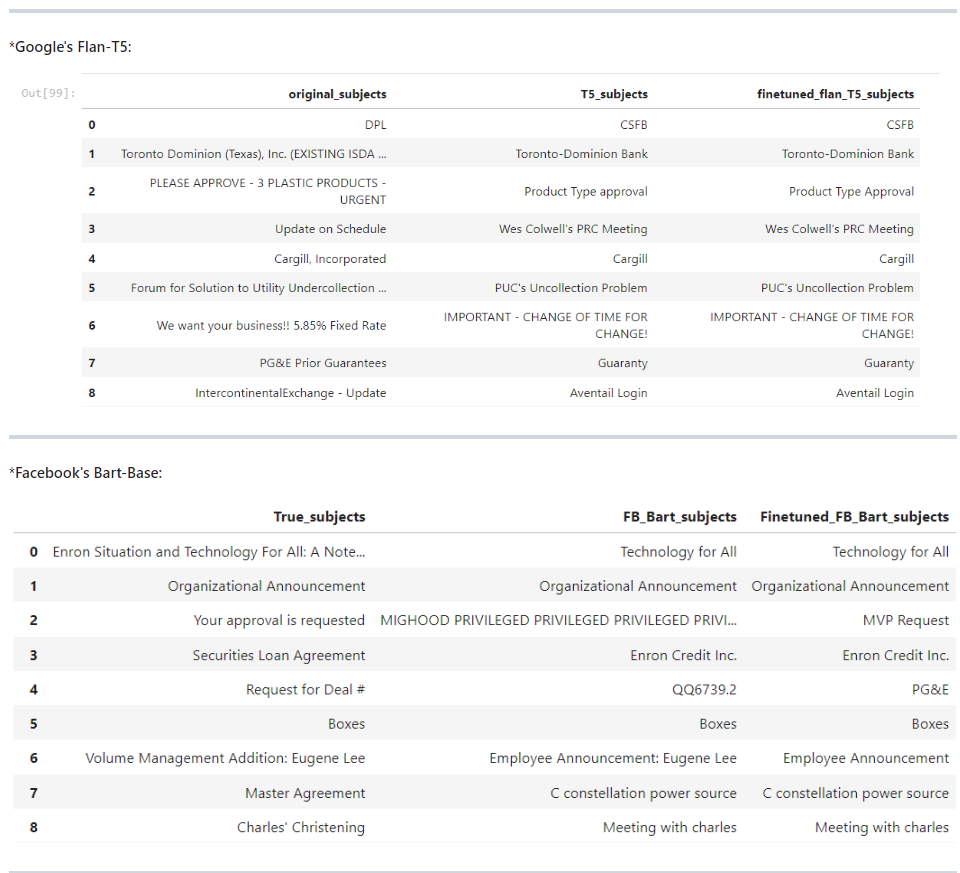 *Google's Flan-T5:
Out[99]:
original_subjects T5_subjects finetuned_flan_T5_subjects
0 DPL CSFB CSFB
1 Toronto Dominion (Texas), Inc. (EXISTING ISDA ... Toronto-Dominion Bank Toronto-Dominion Bank
2 PLEASE APPROVE - 3 PLASTIC PRODUCTS - URGENT Product Type approval Product Type Approval
3 Update on Schedule Wes Colwell's PRC Meeting Wes Colwell's PRC Meeting
4 Cargill, Incorporated Cargill Cargill
5 Forum for Solution to Utility Undercollection ... PUC's Uncollection Problem PUC's Uncollection Problem
6 We want your business!! 5.85% Fixed Rate IMPORTANT - CHANGE OF TIME FOR CHANGE! IMPORTANT - CHANGE OF TIME FOR CHANGE!
7 PG&E Prior Guarantees Guaranty Guaranty
8 IntercontinentalExchange - Update Aventail Login Aventail Login
*Facebook's Bart-Base:
True_subjects FB_Bart_subjects Finetuned_FB_Bart_subjects
0 Enron Situation and Technology For All: A Note... Technology for All Technology for All
1 Organizational Announcement Organizational Announcement Organizational Announcement
2 Your approval is requested MIGHOOD PRIVILEGED PRIVILEGED PRIVILEGED PRIVI... MVP Request
3 Securities Loan Agreement Enron Credit Inc. Enron Credit Inc.
4 Request for Deal # QQ6739.2 PG&E
5 Boxes Boxes Boxes
6 Volume Management Addition: Eugene Lee Employee Announcement: Eugene Lee Employee Announcement
7 Master Agreement C constellation power source C constellation power source
8 Charles' Christening Meeting with charles Meeting with charles